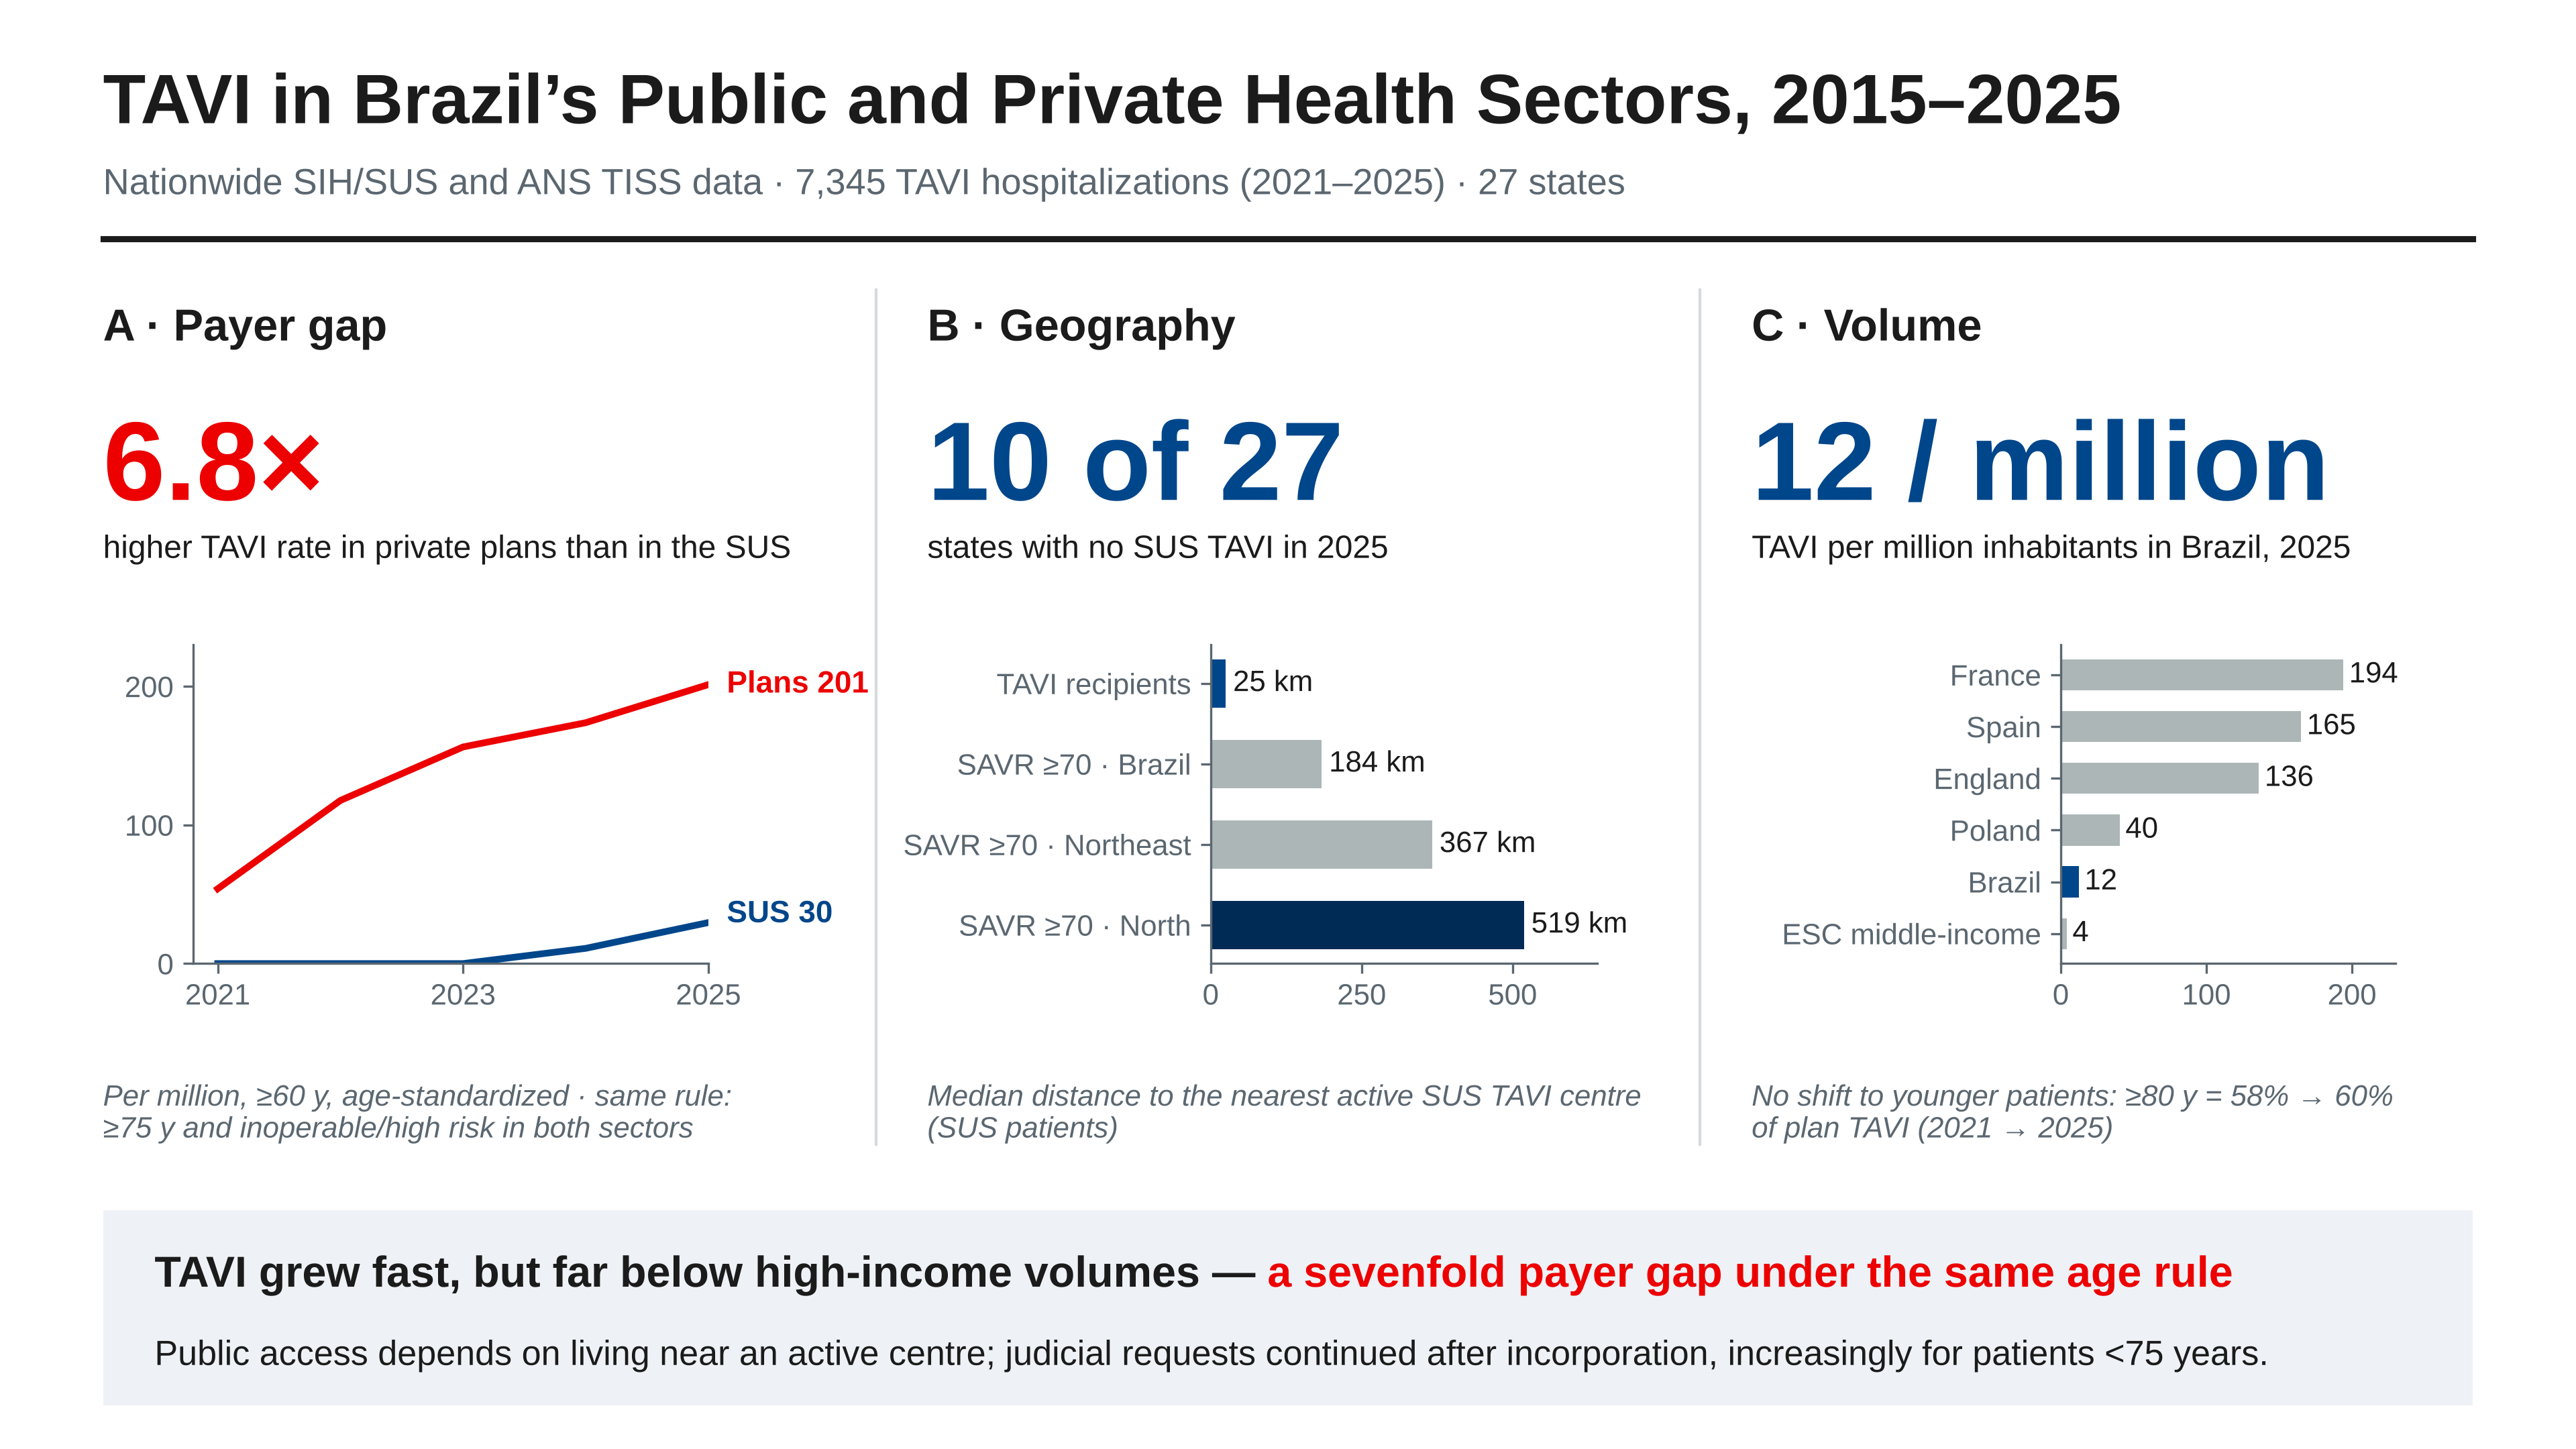 TAVI in Brazil’s Public and Private Health Sectors, 2015–2025
Nationwide SIH/SUS and ANS TISS data · 7,345 TAVI hospitalizations (2021–2025) · 27 states
A · Payer gap
6.8×
higher TAVI rate in private plans than in the SUS
200
100
0
2021
2023
2025
Plans 201
SUS 30
Per million, ≥60 y, age-standardized · same rule:
≥75 y and inoperable/high risk in both sectors
B · Geography
10 of 27
states with no SUS TAVI in 2025
TAVI recipients 25 km
SAVR ≥70 · Brazil 184 km
SAVR ≥70 · Northeast 367 km
SAVR ≥70 · North 519 km
0 250 500
Median distance to the nearest active SUS TAVI centre
(SUS patients)
C · Volume
12 / million
TAVI per million inhabitants in Brazil, 2025
France 194
Spain 165
England 136
Poland 40
Brazil 12
ESC middle-income 4
0 100 200
No shift to younger patients: ≥80 y = 58% → 60%
of plan TAVI (2021 → 2025)
TAVI grew fast, but far below high-income volumes — a sevenfold payer gap under the same age rule
Public access depends on living near an active centre; judicial requests continued after incorporation, increasingly for patients <75 years.